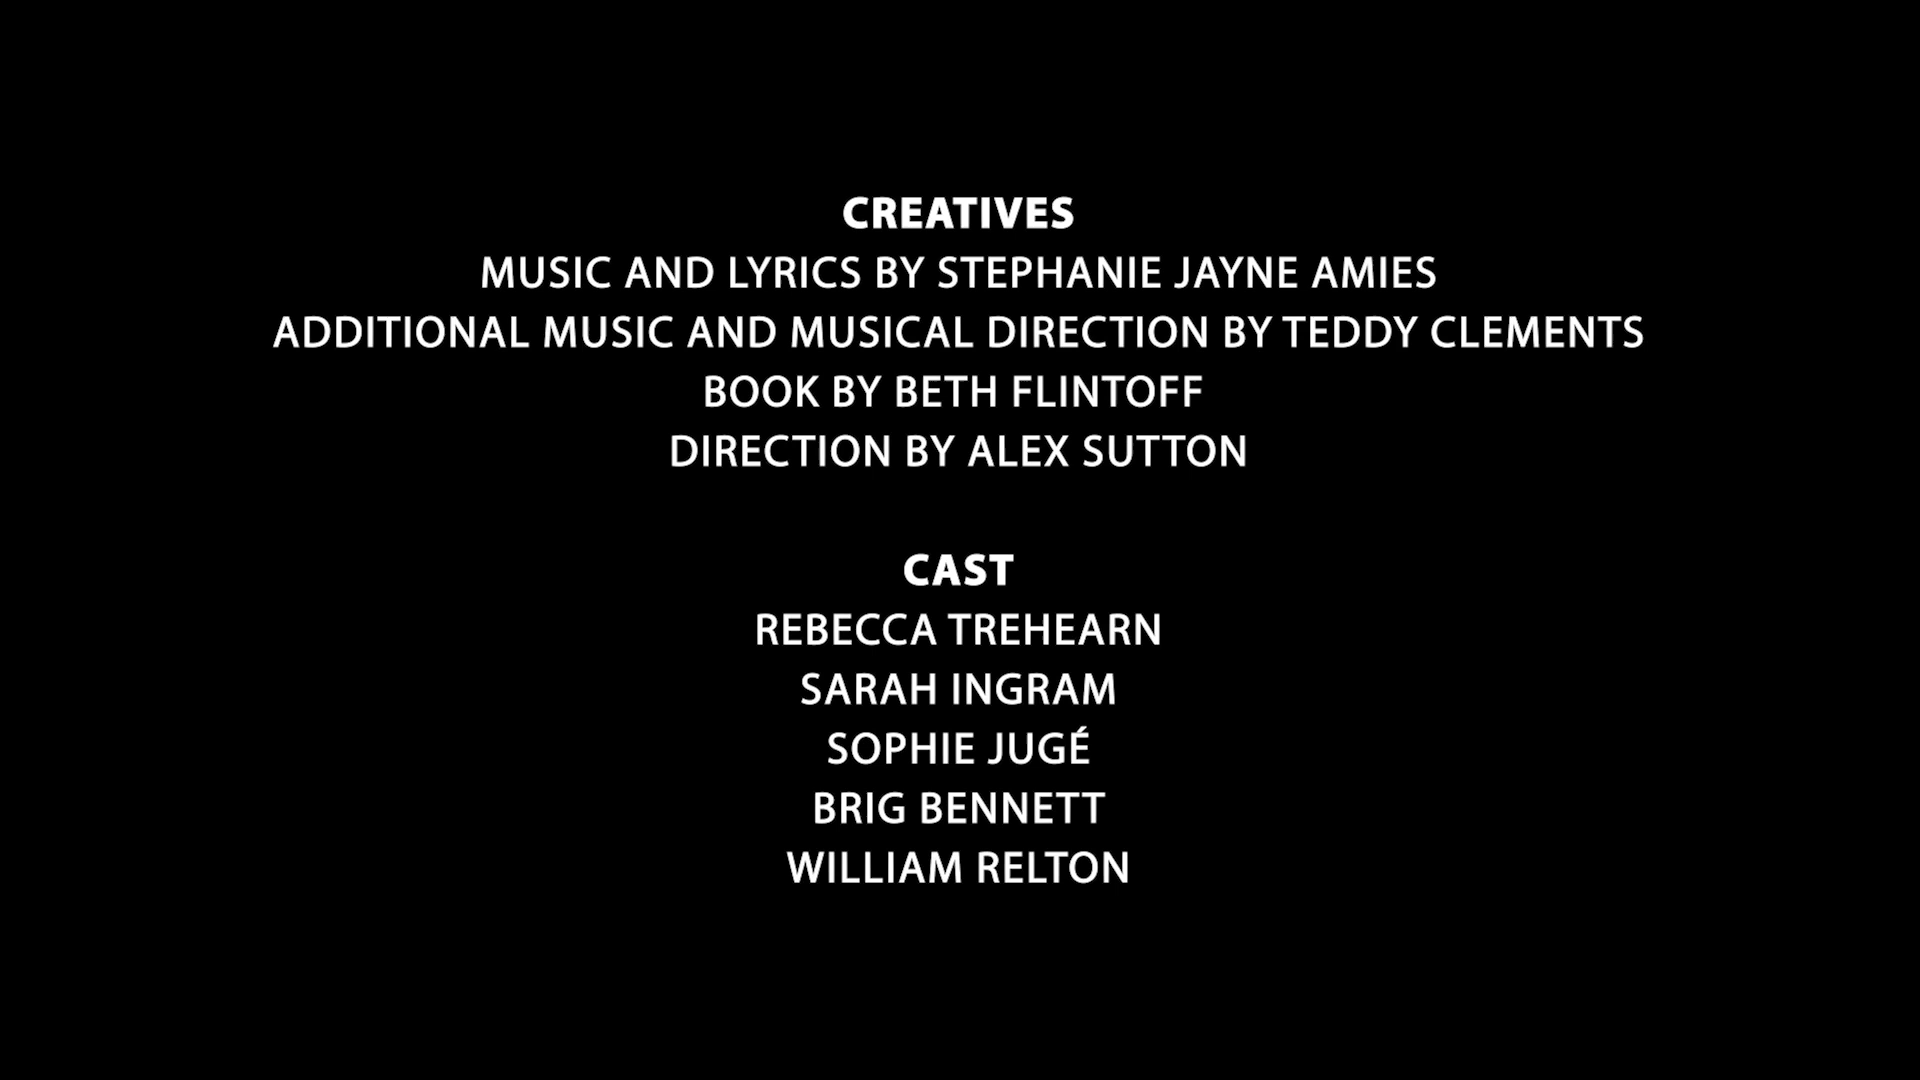 CREATIVES
MUSIC AND LYRICS BY STEPHANIE JAYNE AMIES
ADDITIONAL MUSIC AND MUSICAL DIRECTION BY TEDDY CLEMENTS
BOOK BY BETH FLINTOFF
DIRECTION BY ALEX SUTTON
CAST
REBECCA TREHEARN
SARAH INGRAM
SOPHIE JUGÉ
BRIG BENNETT
WILLIAM RELTON